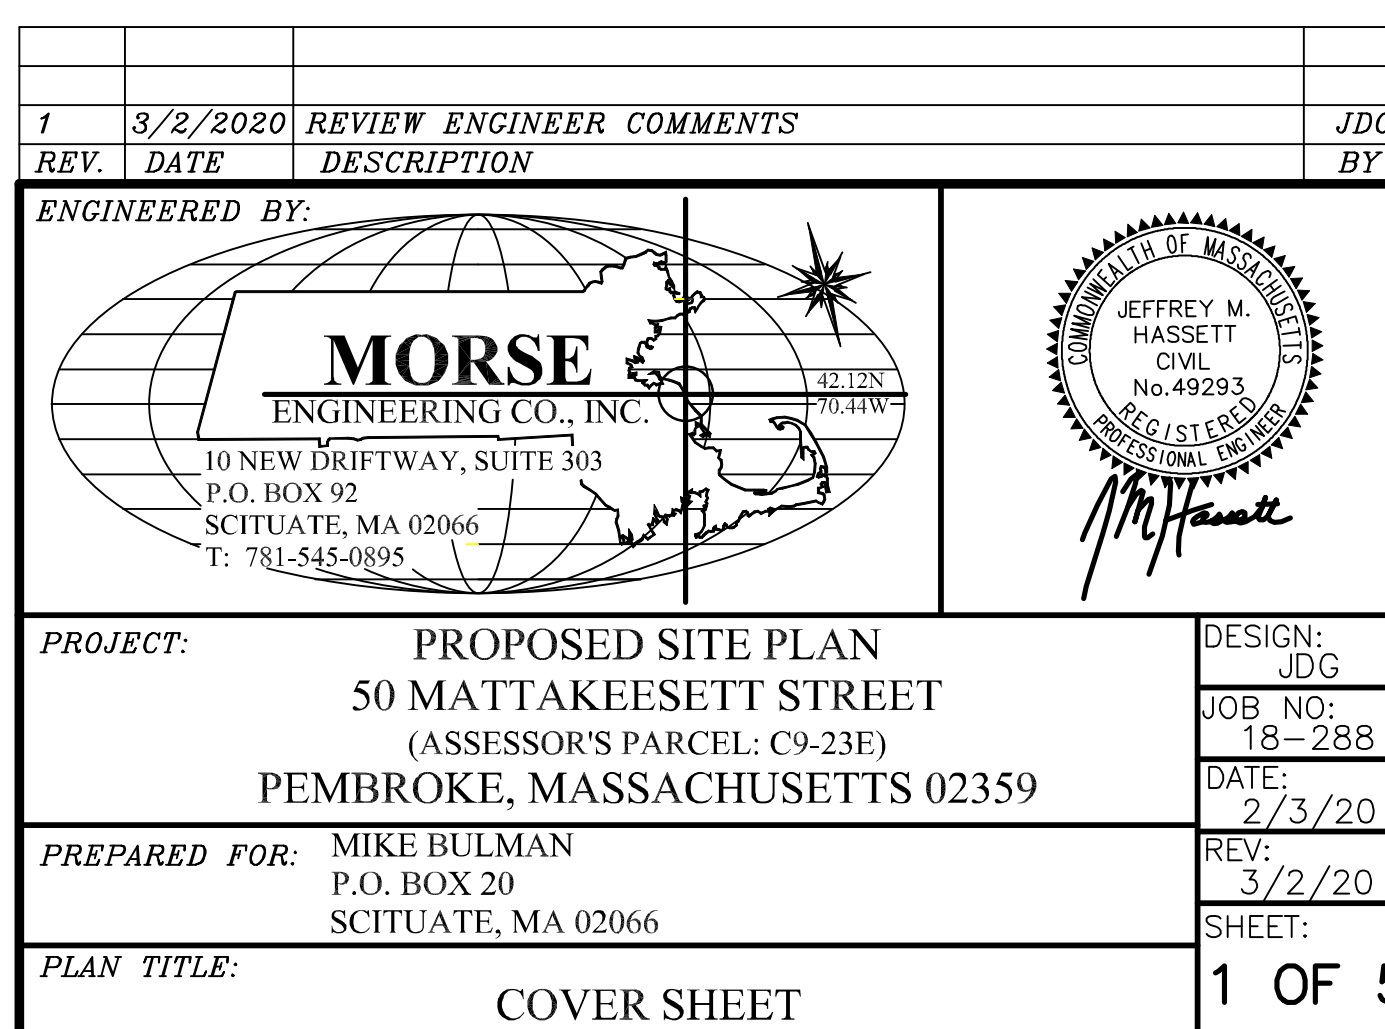 1 3/2/2020 REVIEW ENGINEER COMMENTS
REV. DATE DESCRIPTION BY
ENGINEERED BY:
MORSE
ENGINEERING CO., INC.
42.12N
70.44W
10 NEW DRIFTWAY, SUITE 303
P.O. BOX 92
SCITUATE, MA 02066
T: 781-545-0895
COMMONWEALTH OF MASSACHUSETTS
JEFFREY M.
HASSETT
CIVIL
No.49293
REGISTERED
PROFESSIONAL ENGINEER
JM Hassett
PROJECT:
PROPOSED SITE PLAN
50 MATTAKEESETT STREET
(ASSESSOR'S PARCEL: C9-23E)
PEMBROKE, MASSACHUSETTS 02359
PREPARED FOR:
MIKE BULMAN
P.O. BOX 20
SCITUATE, MA 02066
PLAN TITLE:
COVER SHEET
DESIGN:
JDG
JOB NO:
18-288
DATE:
2/3/20
REV:
3/2/20
SHEET:
1 OF